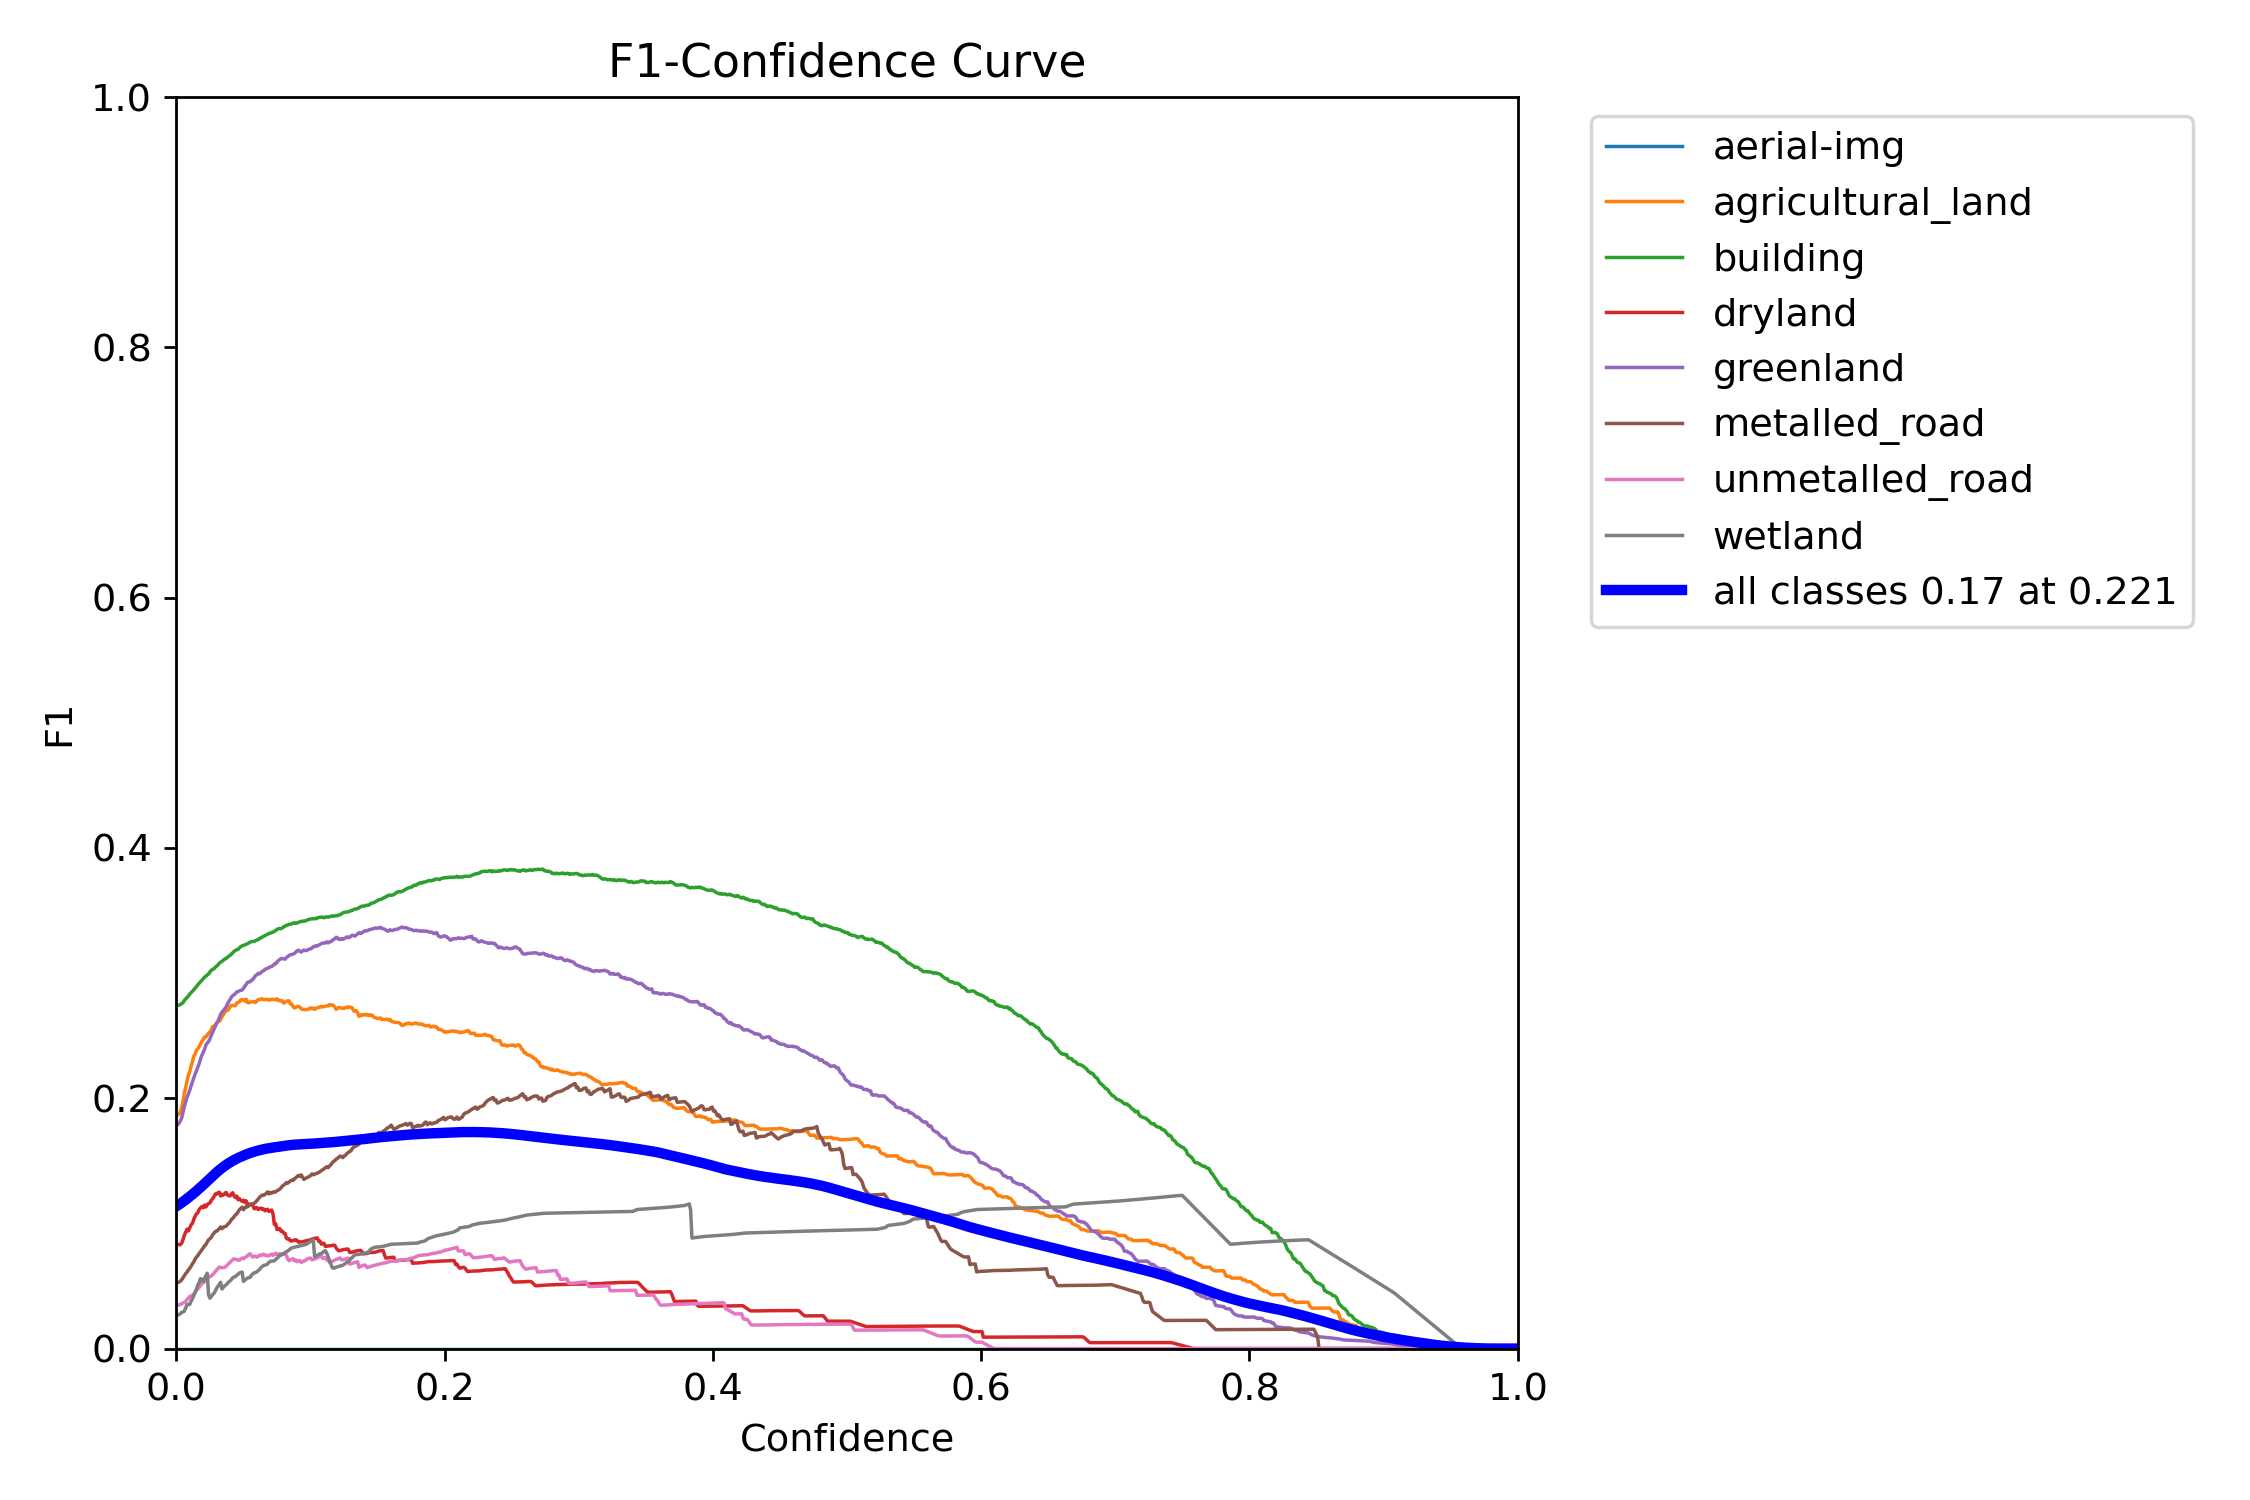 F1-Confidence Curve
1.0
0.8
0.6
0.4
0.2
0.0
F1
0.0 0.2 0.4 0.6 0.8 1.0
Confidence
aerial-img
agricultural_land
building
dryland
greenland
metalled_road
unmetalled_road
wetland
all classes 0.17 at 0.221